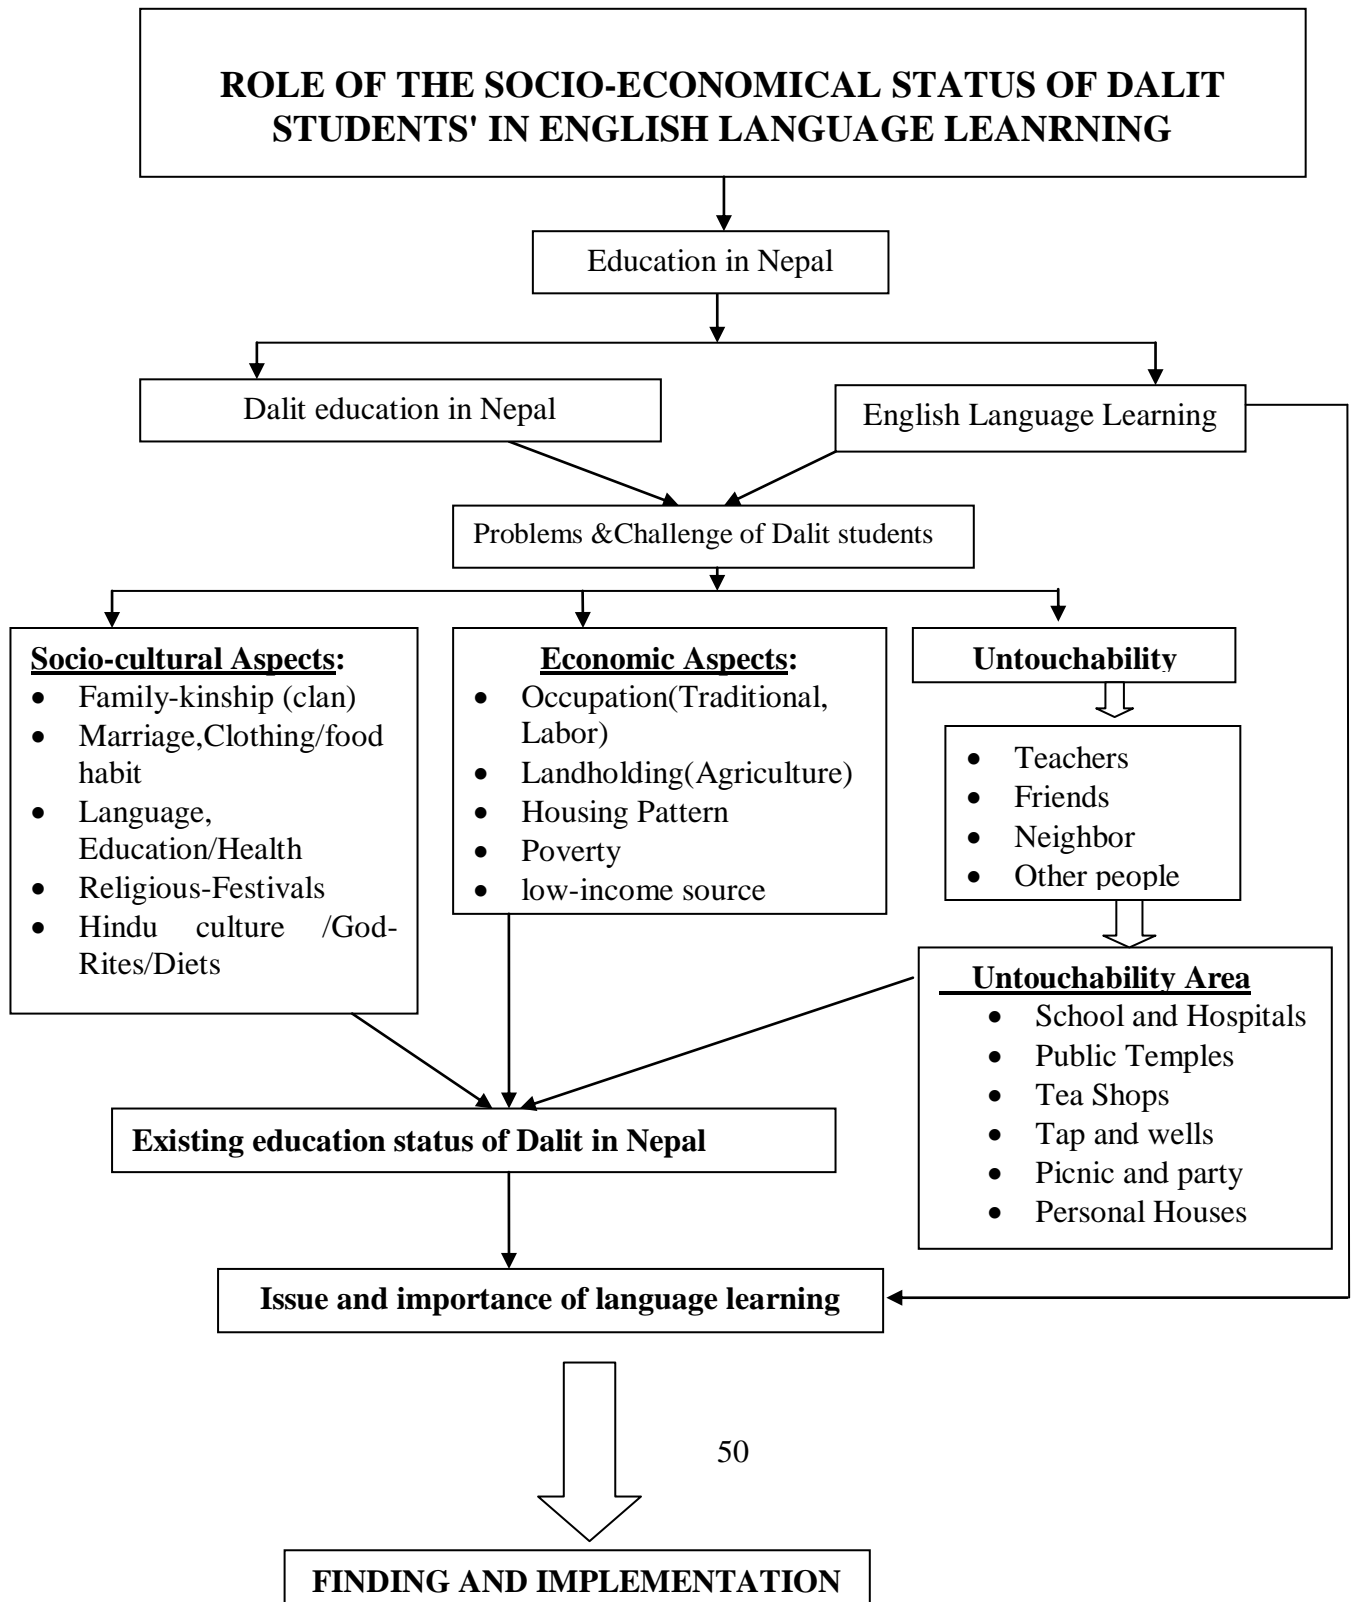 ROLE OF THE SOCIO-ECONOMICAL STATUS OF DALIT
STUDENTS' IN ENGLISH LANGUAGE LEANRNING
Education in Nepal
Dalit education in Nepal
English Language Learning
Problems &Challenge of Dalit students
Socio-cultural Aspects:
• Family-kinship (clan)
• Marriage,Clothing/food
habit
• Language,
Education/Health
• Religious-Festivals
• Hindu culture /God-
Rites/Diets
Economic Aspects:
• Occupation(Traditional,
Labor)
• Landholding(Agriculture)
• Housing Pattern
• Poverty
• low-income source
Untouchability
• Teachers
• Friends
• Neighbor
• Other people
Untouchability Area
• School and Hospitals
• Public Temples
• Tea Shops
• Tap and wells
• Picnic and party
• Personal Houses
Existing education status of Dalit in Nepal
Issue and importance of language learning
50
FINDING AND IMPLEMENTATION